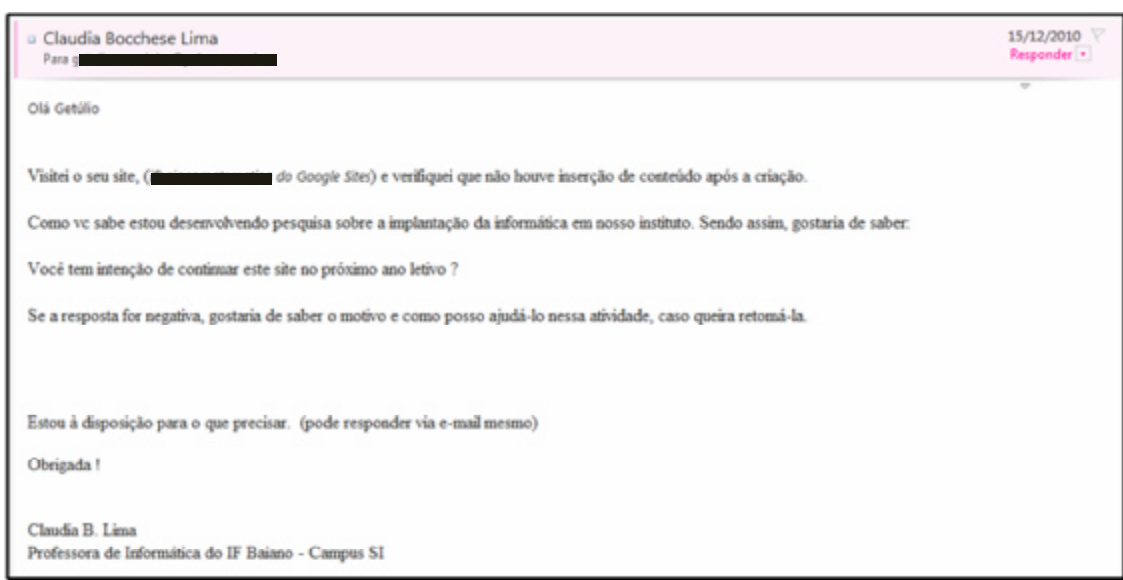 Claudia Bocchese Lima
15/12/2010
Para g
Responder
Olá Getúlio
Visitei o seu site, ( do Google Sites) e verifiquei que não houve inserção de conteúdo após a criação.
Como vc sabe estou desenvolvendo pesquisa sobre a implantação da informática em nosso instituto. Sendo assim, gostaria de saber:
Você tem intenção de continuar este site no próximo ano letivo ?
Se a resposta for negativa, gostaria de saber o motivo e como posso ajudá-lo nessa atividade, caso queira retomá-la.
Estou à disposição para o que precisar. (pode responder via e-mail mesmo)
Obrigada !
Claudia B. Lima
Professora de Informática do IF Baiano - Campus SI